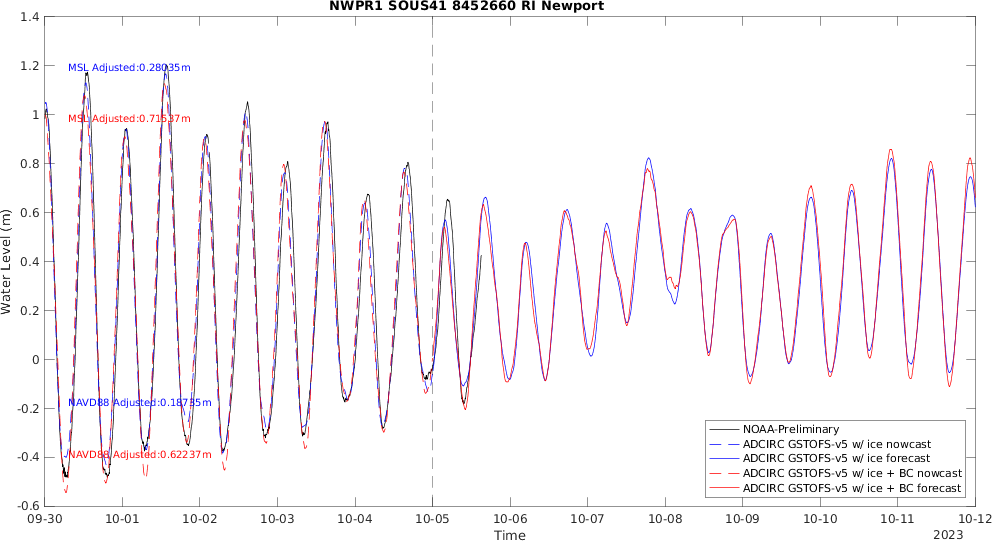 NWPR1 SOUS41 8452660 RI Newport
1.4
1.2
1
0.8
0.6
0.4
0.2
0
-0.2
-0.4
-0.6
Water Level (m)
MSL Adjusted:0.28035m
MSL Adjusted:0.71537m
NAVD88 Adjusted:0.18735m
NAVD88 Adjusted:0.62237m
NOAA-Preliminary
ADCIRC GSTOFS-v5 w/ ice nowcast
ADCIRC GSTOFS-v5 w/ ice forecast
ADCIRC GSTOFS-v5 w/ ice + BC nowcast
ADCIRC GSTOFS-v5 w/ ice + BC forecast
09-30 10-01 10-02 10-03 10-04 10-05 10-06 10-07 10-08 10-09 10-10 10-11 10-12
Time
2023